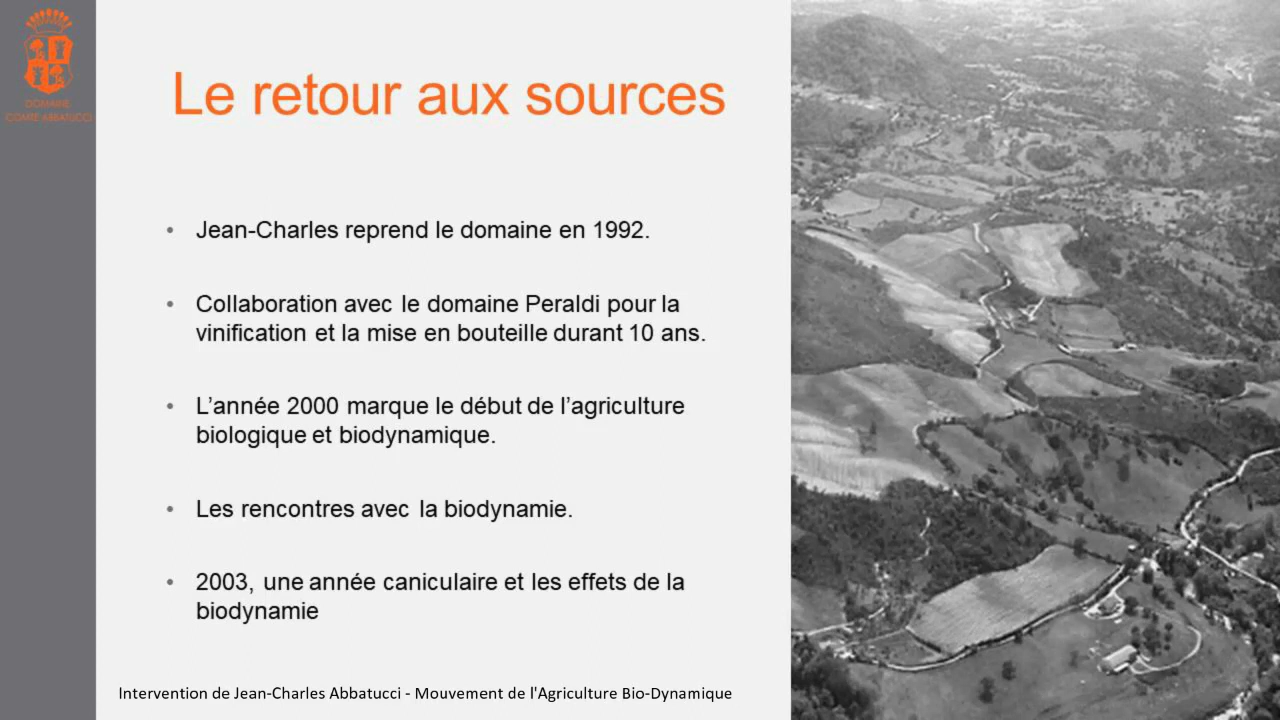 DOMAINE
COMTE ABBATUCCI
Le retour aux sources
• Jean-Charles reprend le domaine en 1992.
• Collaboration avec le domaine Peraldi pour la
vinification et la mise en bouteille durant 10 ans.
• L’année 2000 marque le début de l’agriculture
biologique et biodynamique.
• Les rencontres avec la biodynamie.
• 2003, une année caniculaire et les effets de la
biodynamie
Intervention de Jean-Charles Abbatucci - Mouvement de l'Agriculture Bio-Dynamique